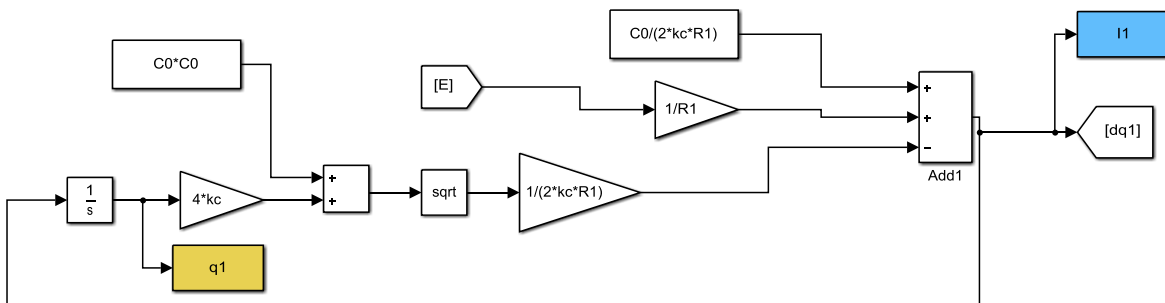 C0/(2*kc*R1)
I1
C0*C0
[E]
1/R1
+
+
−
[dq1]
Add1
1
s
4*kc
+
+
sqrt
1/(2*kc*R1)
q1